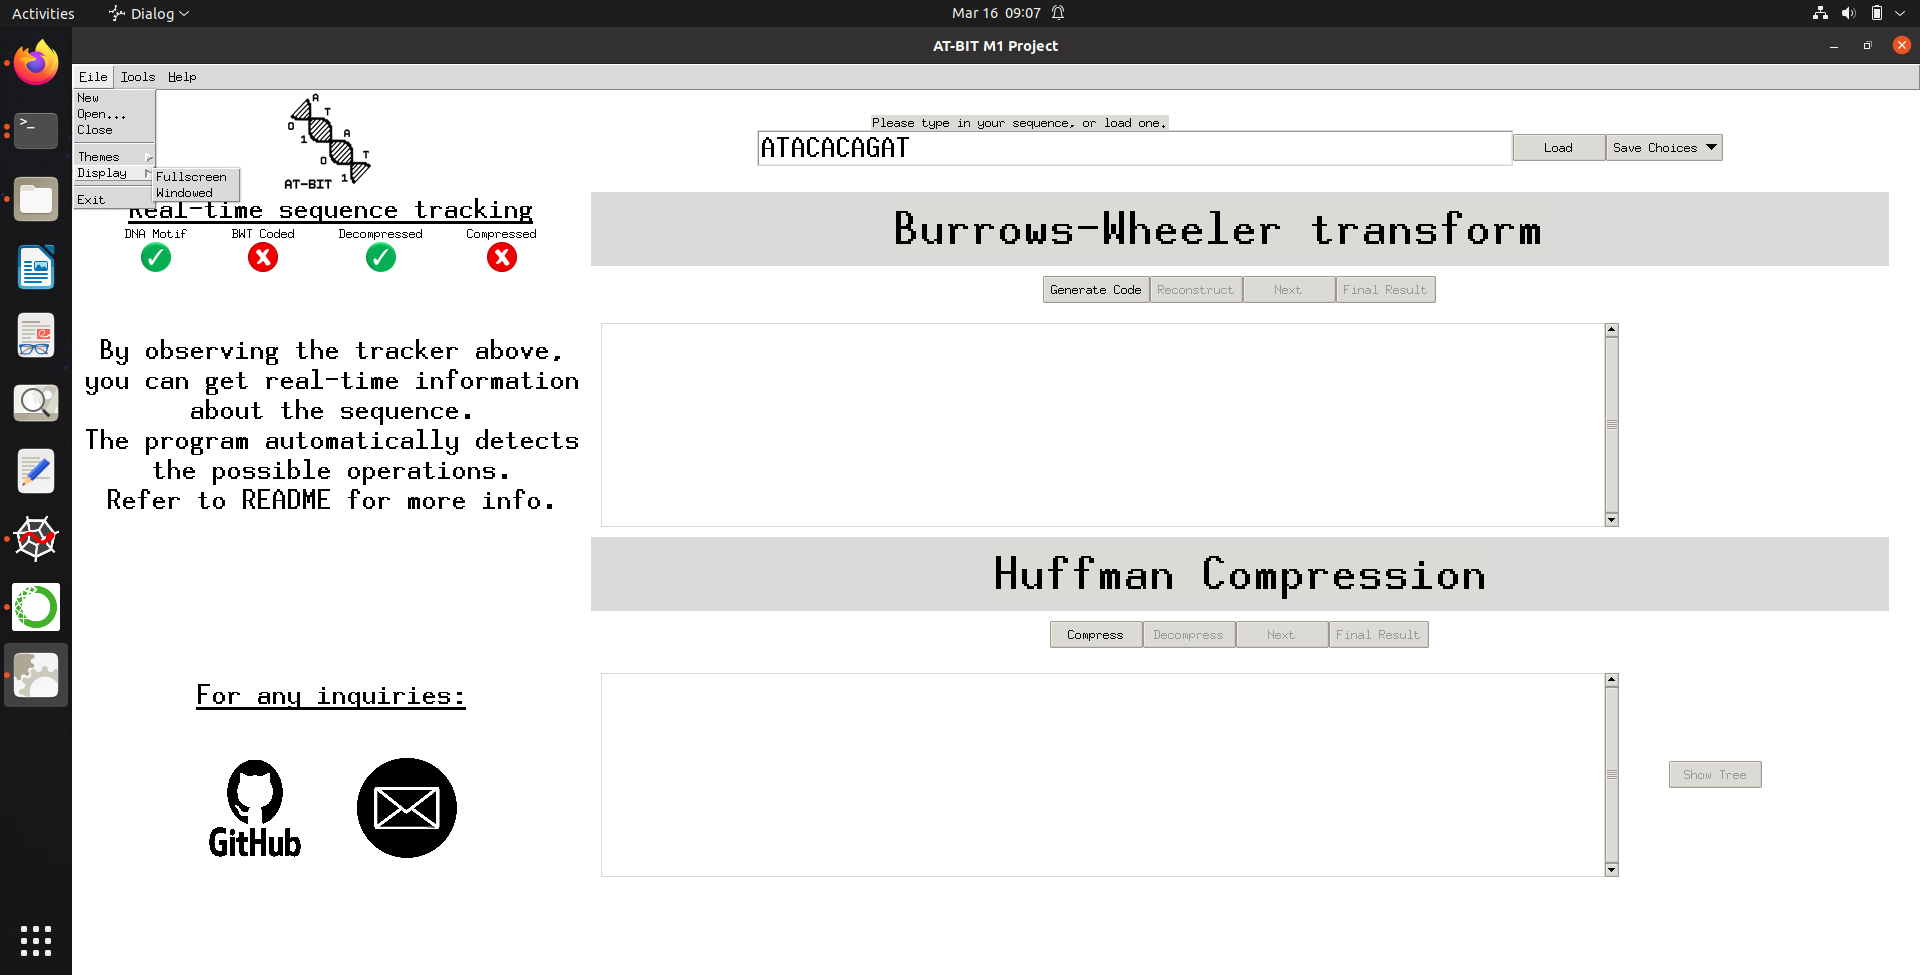 Activities
Dialog
Mar 16 09:07
AT-BIT M1 Project
File Tools Help
New
Open...
Close
Themes
Display
Exit
Fullscreen
Windowed
A
T
0
1
A
0
T
1
AT-BIT
Please type in your sequence, or load one.
ATACACAGAT
Load
Save Choices
Real-time sequence tracking
DNA Motif BWT Coded Decompressed Compressed
By observing the tracker above,
you can get real-time information
about the sequence.
The program automatically detects
the possible operations.
Refer to README for more info.
For any inquiries:
GitHub
Burrows-Wheeler transform
Generate Code Reconstruct Next Final Result
Huffman Compression
Compress Decompress Next Final Result
Show Tree